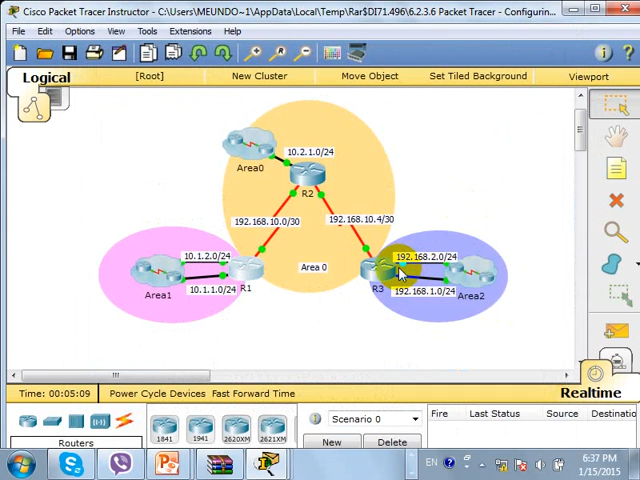 Cisco Packet Tracer Instructor - C:\Users\MEUNDO~1\AppData\Local\Temp\Rar$DI71.496\6.2.3.6 Packet Tracer - Configurin...
File Edit Options View Tools Extensions Help
Logical [Root] New Cluster Move Object Set Tiled Background Viewport
10.2.1.0/24
Area0
R2
192.168.10.0/30
192.168.10.4/30
10.1.2.0/24
192.168.2.0/24
Area 0
Area1
R1
R3
Area2
10.1.1.0/24
192.168.1.0/24
Time: 00:05:09 Power Cycle Devices Fast Forward Time
Realtime
Scenario 0
Fire Last Status Source Destinatio
1841 1941 2620XM 2621XM
Routers
New Delete
EN
6:37 PM
1/15/2015